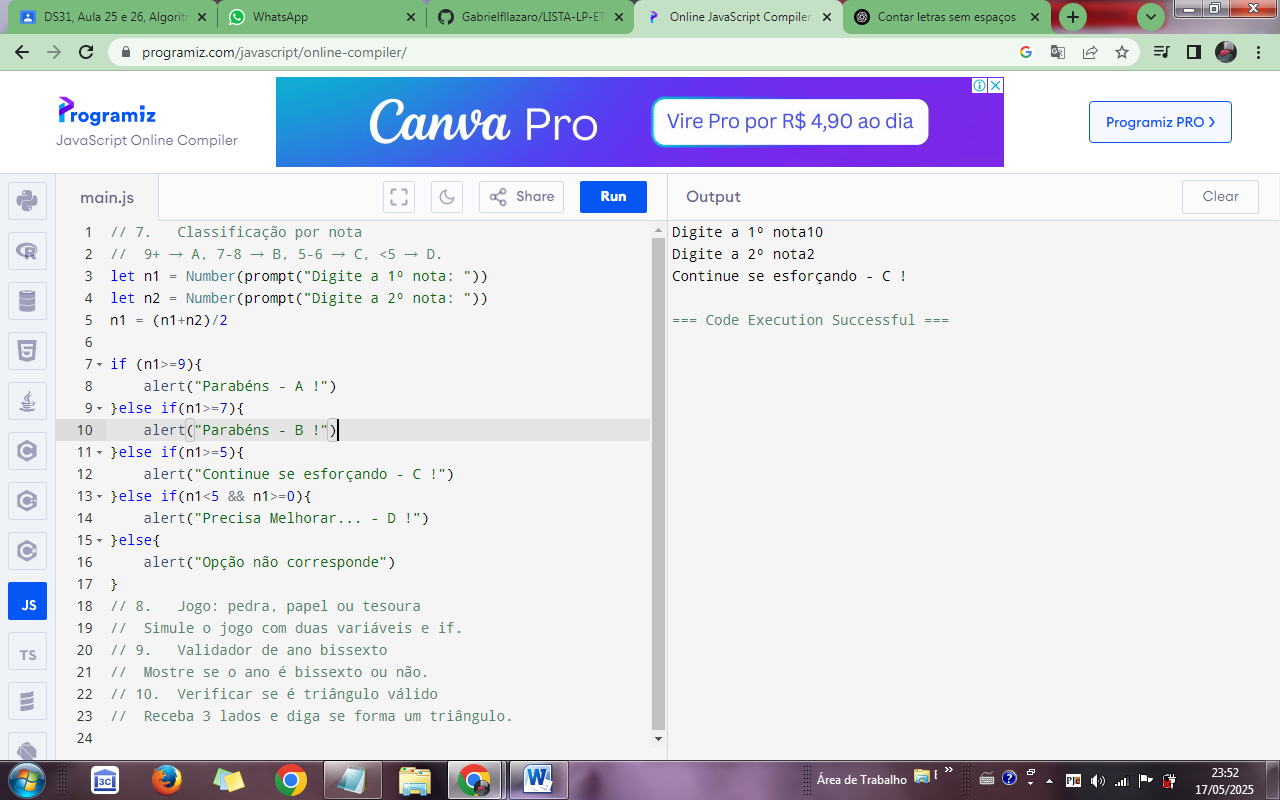 DS31, Aula 25 e 26, Algoritr
WhatsApp
Gabrielfllazaro/LISTA-LP-ET
Online JavaScript Compiler
Contar letras sem espaços
programiz.com/javascript/online-compiler/
Programiz
JavaScript Online Compiler
Canva Pro
Vire Pro por R$ 4,90 ao dia
Programiz PRO
main.js
Share
Run
Output
Clear
1 // 7. Classificação por nota
2 // 9+ → A, 7-8 → B, 5-6 → C, <5 → D.
3 let n1 = Number(prompt("Digite a 1º nota: "))
4 let n2 = Number(prompt("Digite a 2º nota: "))
5 n1 = (n1+n2)/2
6
7 if (n1>=9){
8 alert("Parabéns - A !")
9 }else if(n1>=7){
10 alert("Parabéns - B !")
11 }else if(n1>=5){
12 alert("Continue se esforçando - C !")
13 }else if(n1<5 && n1>=0){
14 alert("Precisa Melhorar... - D !")
15 }else{
16 alert("Opção não corresponde")
17 }
18 // 8. Jogo: pedra, papel ou tesoura
19 // Simule o jogo com duas variáveis e if.
20 // 9. Validador de ano bissexto
21 // Mostre se o ano é bissexto ou não.
22 // 10. Verificar se é triângulo válido
23 // Receba 3 lados e diga se forma um triângulo.
24
Digite a 1º nota10
Digite a 2º nota2
Continue se esforçando - C !
=== Code Execution Successful ===
JS
TS
Área de Trabalho
23:52
17/05/2025